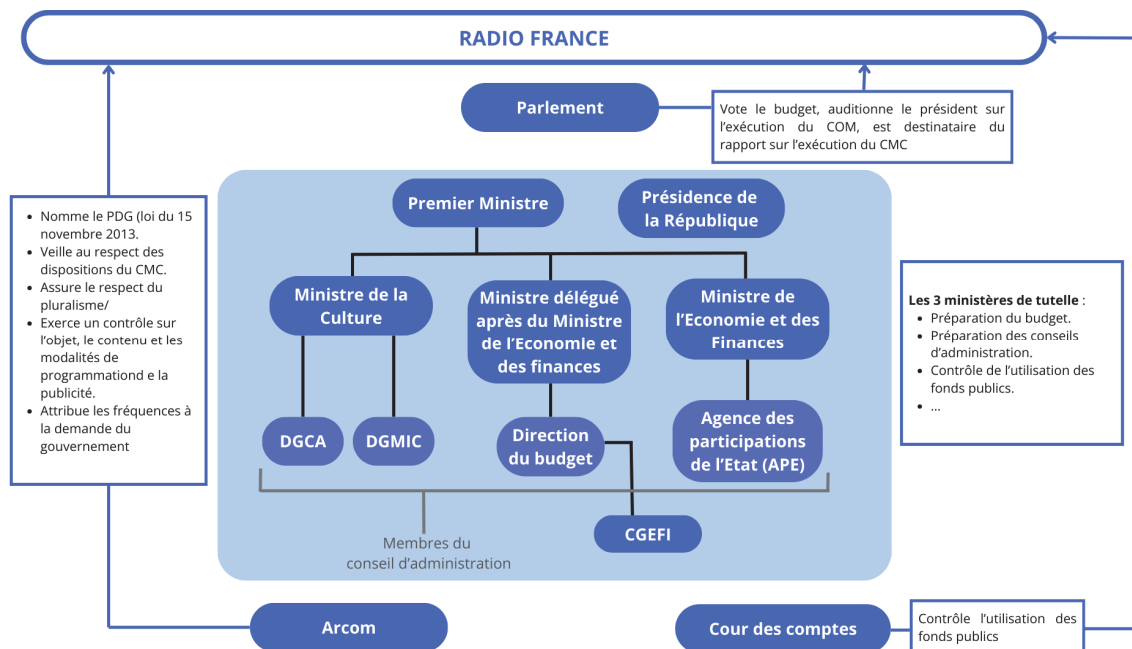 RADIO FRANCE
Parlement
Vote le budget, auditionne le président sur
l'exécution du COM, est destinataire du
rapport sur l'exécution du CMC
Premier Ministre
Présidence de
la République
• Nomme le PDG (loi du 15
novembre 2013.
• Veille au respect des
dispositions du CMC.
• Assure le respect du
pluralisme/
• Exerce un contrôle sur
l'objet, le contenu et les
modalités de
programmationd e la
publicité.
• Attribue les fréquences à
la demande du
gouvernement
Ministre de la
Culture
Ministre délégué
après du Ministre
de l'Economie et
des finances
Ministre de
l'Economie et des
Finances
Les 3 ministères de tutelle :
• Préparation du budget.
• Préparation des conseils
d'administration.
• Contrôle de l'utilisation des
fonds publics.
• ...
DGCA
DGMIC
Direction
du budget
Agence des
participations
de l'Etat (APE)
CGEFI
Membres du
conseil d'administration
Arcom
Cour des comptes
Contrôle l'utilisation des
fonds publics